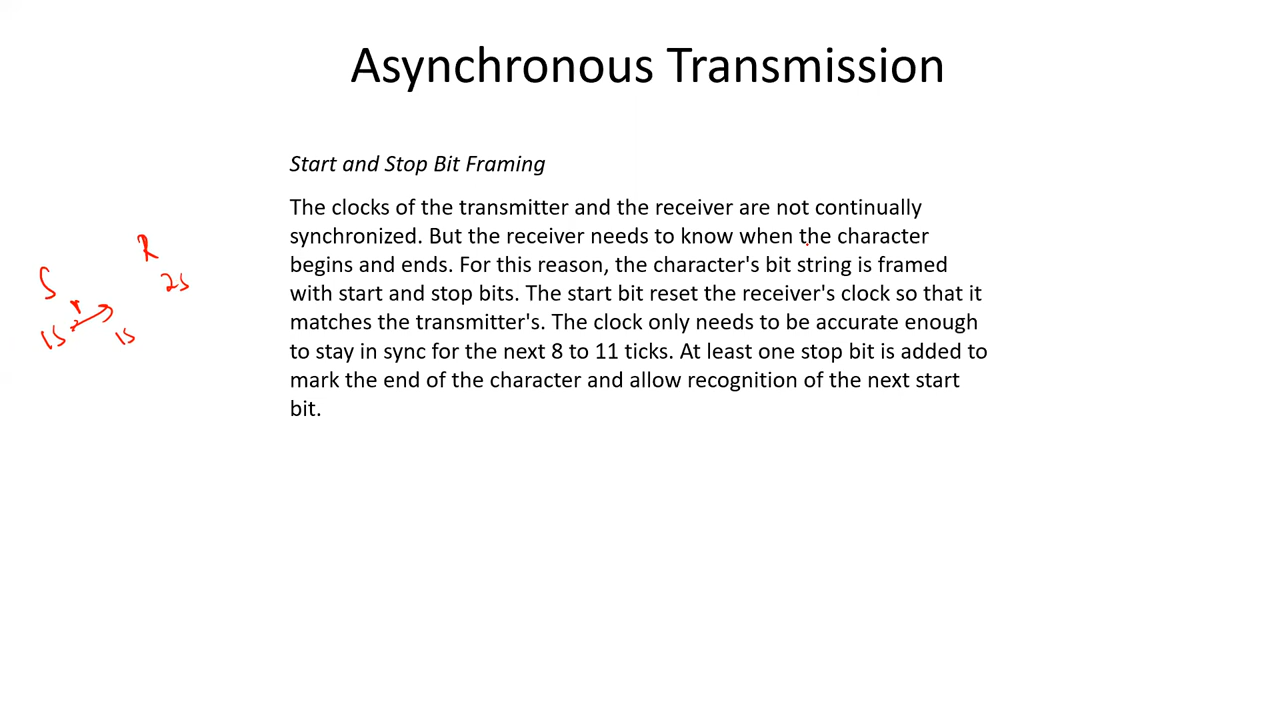 Asynchronous Transmission
Start and Stop Bit Framing
The clocks of the transmitter and the receiver are not continually
synchronized. But the receiver needs to know when the character
begins and ends. For this reason, the character's bit string is framed
with start and stop bits. The start bit reset the receiver's clock so that it
matches the transmitter's. The clock only needs to be accurate enough
to stay in sync for the next 8 to 11 ticks. At least one stop bit is added to
mark the end of the character and allow recognition of the next start
bit.
R
S
2s
1s
1s